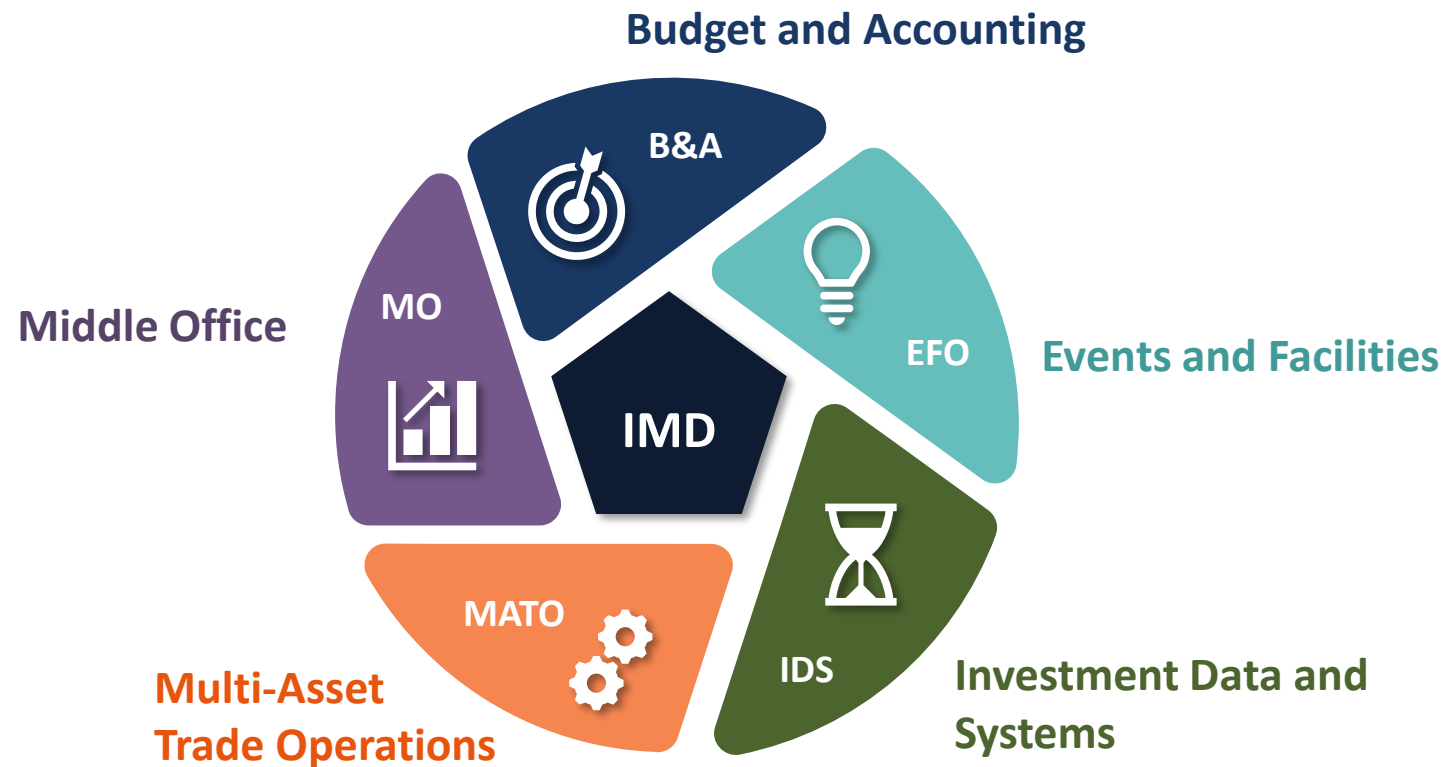 Budget and Accounting
B&A
MO
Middle Office
EFO
Events and Facilities
IMD
MATO
IDS
Multi-Asset
Trade Operations
Investment Data and
Systems